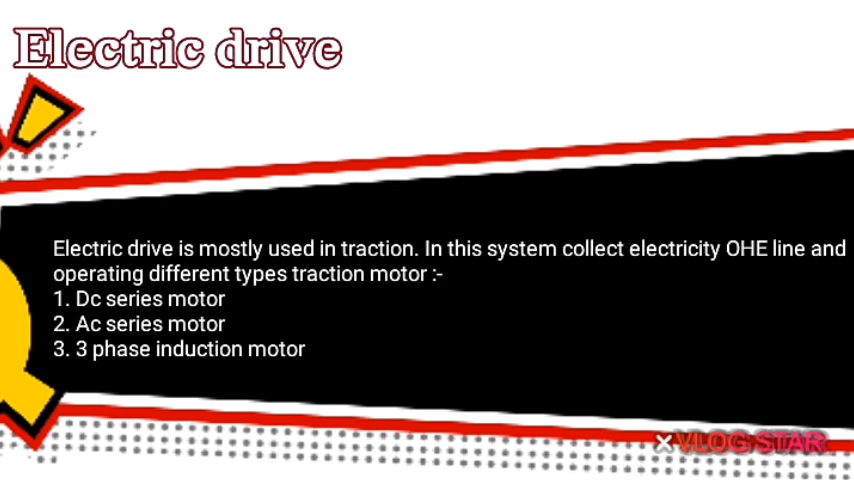 Electric drive
Electric drive is mostly used in traction. In this system collect electricity OHE line and
operating different types traction motor :-
1. Dc series motor
2. Ac series motor
3. 3 phase induction motor
×VLOG STAR